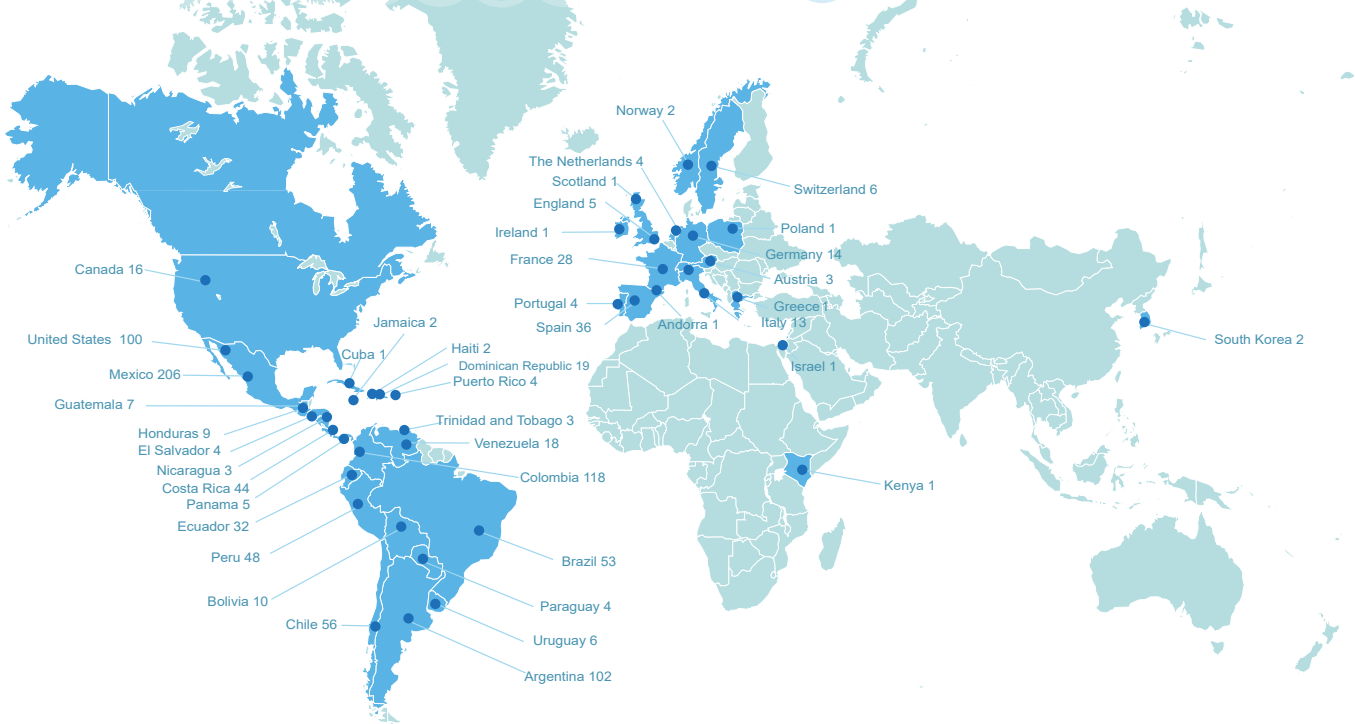 Norway 2
The Netherlands 4
Scotland 1
Switzerland 6
England 5
Ireland 1
Poland 1
Germany 14
France 28
Canada 16
Austria 3
Portugal 4
Greece 1
Jamaica 2
Spain 36
Andorra 1
Italy 13
United States 100
South Korea 2
Cuba 1
Haiti 2
Israel 1
Dominican Republic 19
Mexico 206
Puerto Rico 4
Guatemala 7
Trinidad and Tobago 3
Honduras 9
Venezuela 18
El Salvador 4
Nicaragua 3
Colombia 118
Costa Rica 44
Kenya 1
Panama 5
Ecuador 32
Peru 48
Brazil 53
Bolivia 10
Paraguay 4
Chile 56
Uruguay 6
Argentina 102